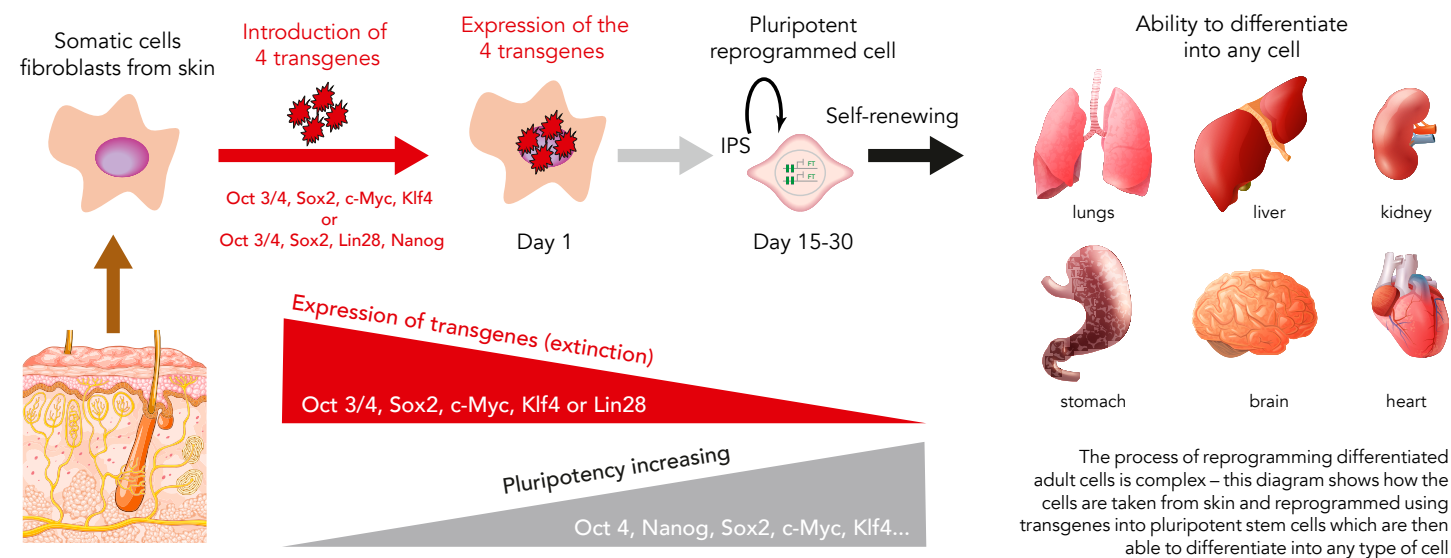 Somatic cells
fibroblasts from skin
Introduction of
4 transgenes
Oct 3/4, Sox2, c-Myc, Klf4
or
Oct 3/4, Sox2, Lin28, Nanog
Expression of the
4 transgenes
Day 1
Pluripotent
reprogrammed cell
IPS
FT
FT
Day 15-30
Self-renewing
Ability to differentiate
into any cell
lungs
liver
kidney
stomach
brain
heart
Expression of transgenes (extinction)
Oct 3/4, Sox2, c-Myc, Klf4 or Lin28
Pluripotency increasing
Oct 4, Nanog, Sox2, c-Myc, Klf4...
The process of reprogramming differentiated
adult cells is complex – this diagram shows how the
cells are taken from skin and reprogrammed using
transgenes into pluripotent stem cells which are then
able to differentiate into any type of cell